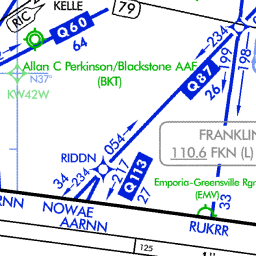 KELLE
RIC
79
Q60
64
234
Allan C Perkinson/Blackstone AAF
(BKT)
N37°
KW42W
199
198
Q87
26
054
FRANKLIN
110.6 FKN (L)
RIDDN
34
234
217
Q113
27
Emporia-Greensville Rgn
(EMV)
33
RNN
NOWAE
AARNN
RUKRR
125